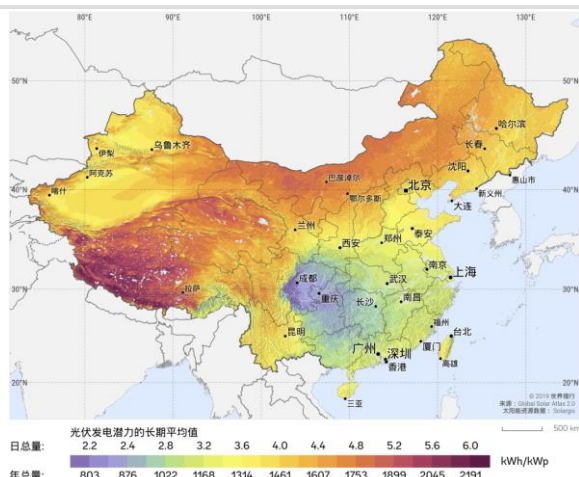 80°E 90°E 100°E 110°E 120°E 130°E
50°N 50°N
哈尔滨
长春
伊犁 乌鲁木齐
沈阳
阿克苏 巴彦淖尔 惠山市
40°N 喀什 鄂尔多斯 北京 新义州 40°N
大连
兰州 泰安
西安 郑州
南京
成都 武汉 上海
30°N 拉萨 重庆 30°N
长沙 南昌
福州
昆明 台北
广州 深圳 厦门
香港 高雄
20°N 20°N
三亚
© 2019 世界银行
来源:Global Solar Atlas 2.0
太阳能资源数据:Solargis
500 km
光伏发电潜力的长期平均值
日总量: 2.2 2.4 2.8 3.2 3.6 4.0 4.4 4.8 5.2 5.6 6.0
kWh/kWp
年总量: 803 876 1022 1168 1314 1461 1607 1753 1899 2045 2191